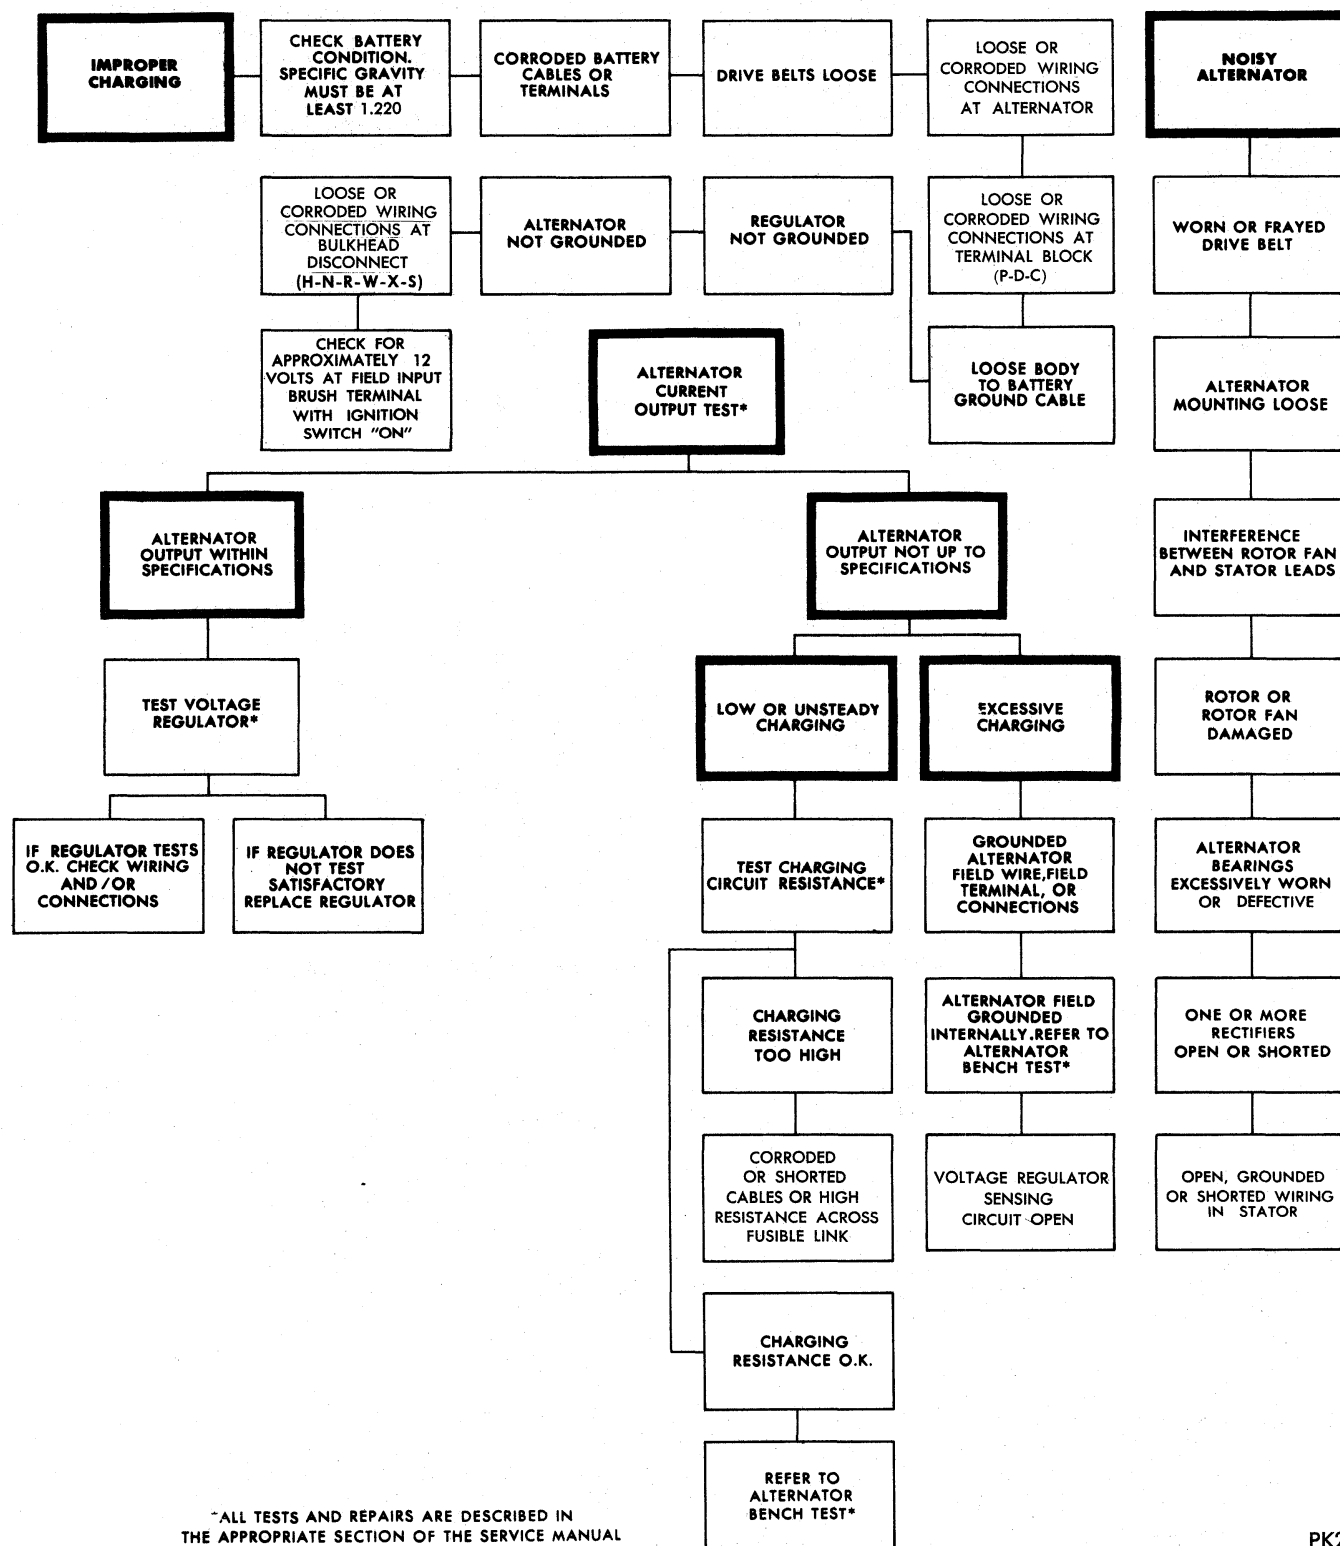 IMPROPER
CHARGING
CHECK BATTERY
CONDITION.
SPECIFIC GRAVITY
MUST BE AT
LEAST 1.220
CORRODED BATTERY
CABLES OR
TERMINALS
DRIVE BELTS LOOSE
LOOSE OR
CORRODED WIRING
CONNECTIONS
AT ALTERNATOR
NOISY
ALTERNATOR
LOOSE OR
CORRODED WIRING
CONNECTIONS AT
BULKHEAD
DISCONNECT
(H-N-R-W-X-S)
ALTERNATOR
NOT GROUNDED
REGULATOR
NOT GROUNDED
LOOSE OR
CORRODED WIRING
CONNECTIONS AT
TERMINAL BLOCK
(P-D-C)
WORN OR FRAYED
DRIVE BELT
CHECK FOR
APPROXIMATELY 12
VOLTS AT FIELD INPUT
BRUSH TERMINAL
WITH IGNITION
SWITCH "ON"
ALTERNATOR
CURRENT
OUTPUT TEST*
LOOSE BODY
TO BATTERY
GROUND CABLE
ALTERNATOR
MOUNTING LOOSE
ALTERNATOR
OUTPUT WITHIN
SPECIFICATIONS
ALTERNATOR
OUTPUT NOT UP TO
SPECIFICATIONS
INTERFERENCE
BETWEEN ROTOR FAN
AND STATOR LEADS
TEST VOLTAGE
REGULATOR*
LOW OR UNSTEADY
CHARGING
EXCESSIVE
CHARGING
ROTOR OR
ROTOR FAN
DAMAGED
IF REGULATOR TESTS
O.K. CHECK WIRING
AND/OR
CONNECTIONS
IF REGULATOR DOES
NOT TEST
SATISFACTORY
REPLACE REGULATOR
TEST CHARGING
CIRCUIT RESISTANCE*
GROUNDED
ALTERNATOR
FIELD WIRE, FIELD
TERMINAL, OR
CONNECTIONS
ALTERNATOR
BEARINGS
EXCESSIVELY WORN
OR DEFECTIVE
CHARGING
RESISTANCE
TOO HIGH
ALTERNATOR FIELD
GROUNDED
INTERNALLY. REFER TO
ALTERNATOR
BENCH TEST*
ONE OR MORE
RECTIFIERS
OPEN OR SHORTED
CORRODED
OR SHORTED
CABLES OR HIGH
RESISTANCE ACROSS
FUSIBLE LINK
VOLTAGE REGULATOR
SENSING
CIRCUIT OPEN
OPEN, GROUNDED
OR SHORTED WIRING
IN STATOR
CHARGING
RESISTANCE O.K.
REFER TO
ALTERNATOR
BENCH TEST*
*ALL TESTS AND REPAIRS ARE DESCRIBED IN
THE APPROPRIATE SECTION OF THE SERVICE MANUAL